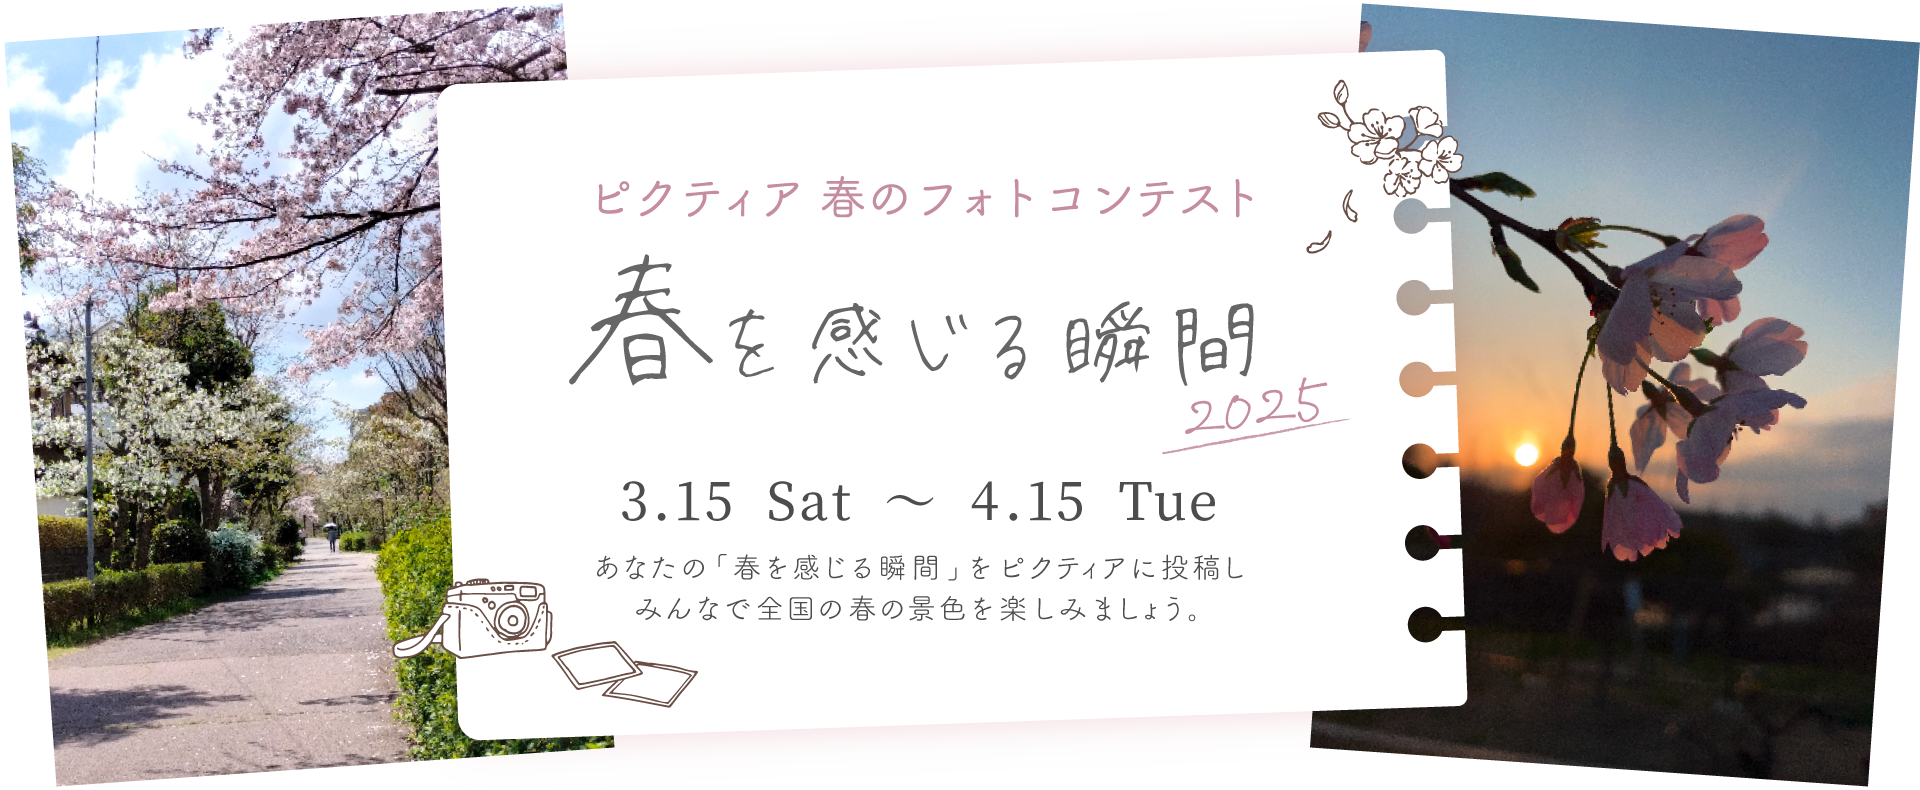 ピクティア 春のフォトコンテスト
春を感じる瞬間
2025
3.15 Sat ～ 4.15 Tue
あなたの「春を感じる瞬間」をピクティアに投稿し
みんなで全国の春の景色を楽しみましょう。